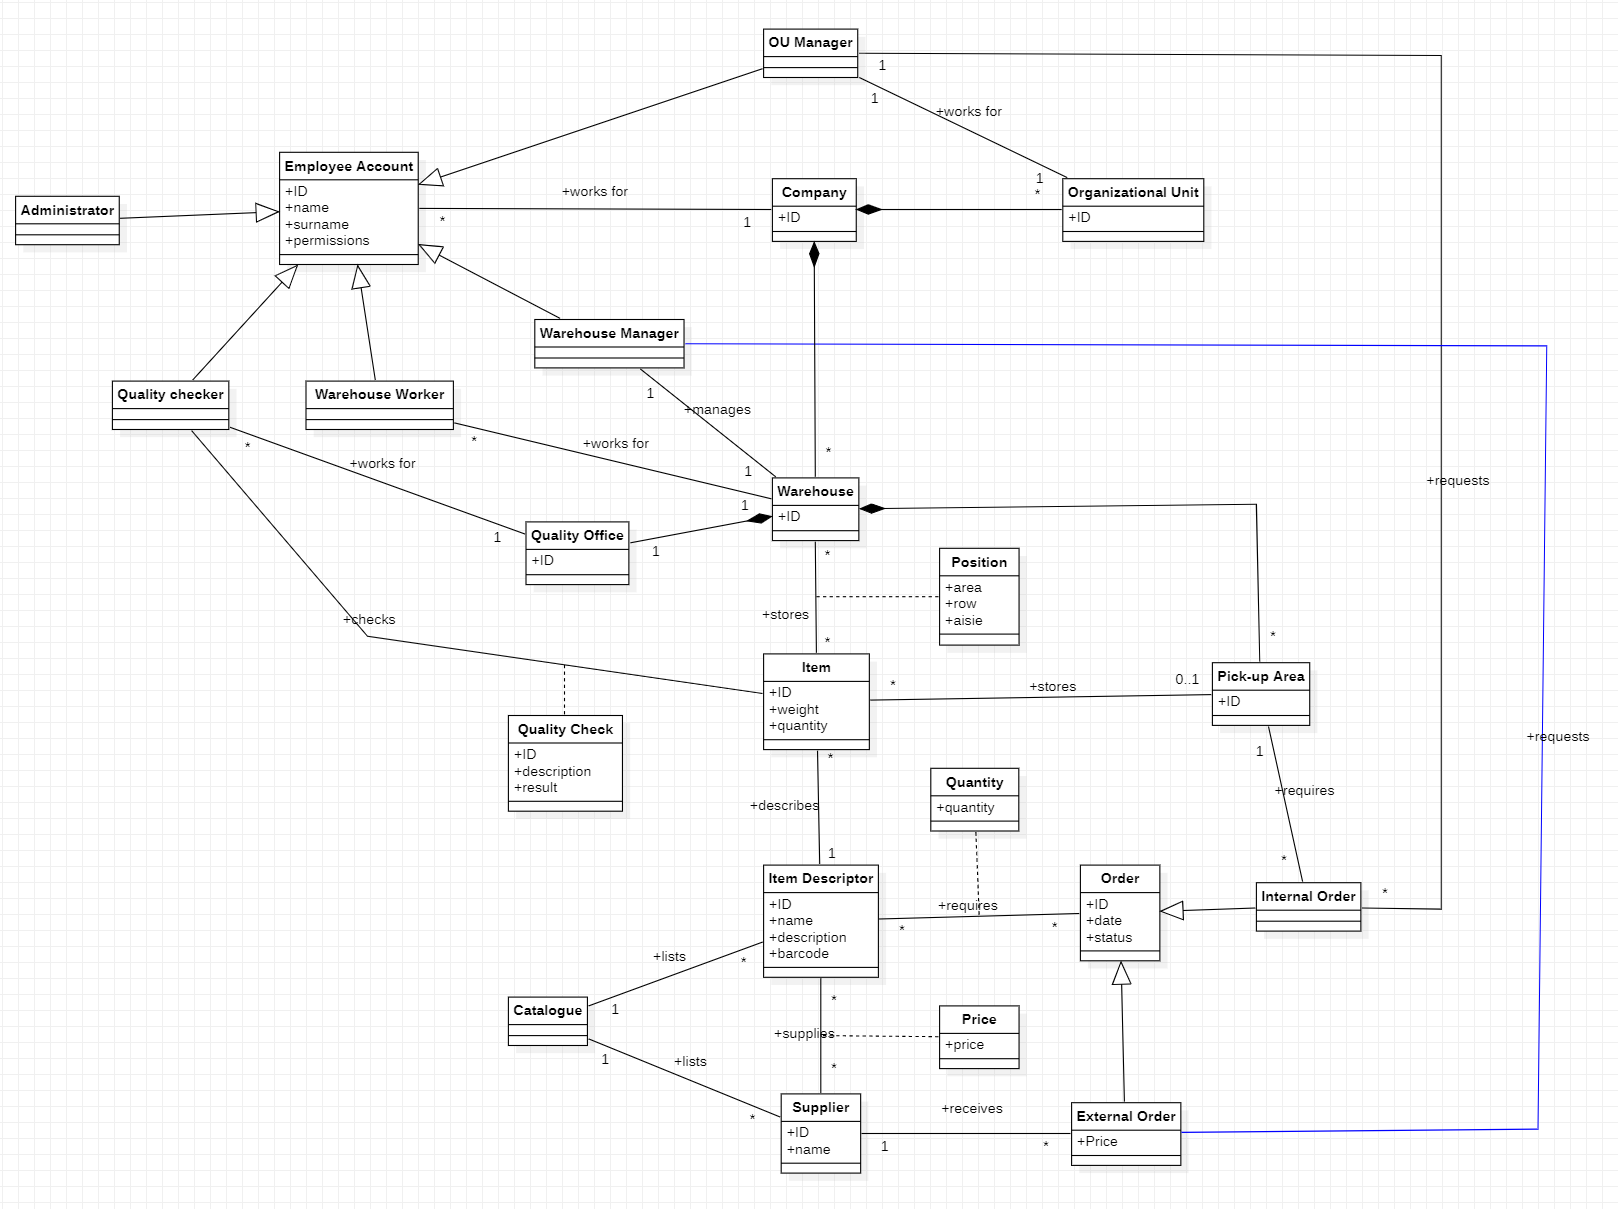 OU Manager
1
1
+works for
1
*
Employee Account
+ID
+name
+surname
+permissions
Administrator
+works for
*
1
Company
+ID
Organizational Unit
+ID
Warehouse Manager
1
+manages
1
Quality checker
Warehouse Worker
*
+works for
*
+works for
1
*
Warehouse
+ID
1
1
Quality Office
+ID
+requests
*
Position
+area
+row
+aisie
+stores
*
+checks
*
Item
+ID
+weight
+quantity
*
+stores
0..1
Pick-up Area
+ID
Quality Check
+ID
+description
+result
*
+requests
1
+requires
*
Quantity
+quantity
+describes
1
Item Descriptor
+ID
+name
+description
+barcode
+requires
*
*
Order
+ID
+date
+status
Internal Order
*
+lists
*
Catalogue
1
1
+lists
*
*
+supplies
*
Price
+price
Supplier
+ID
+name
+receives
1
*
External Order
+Price